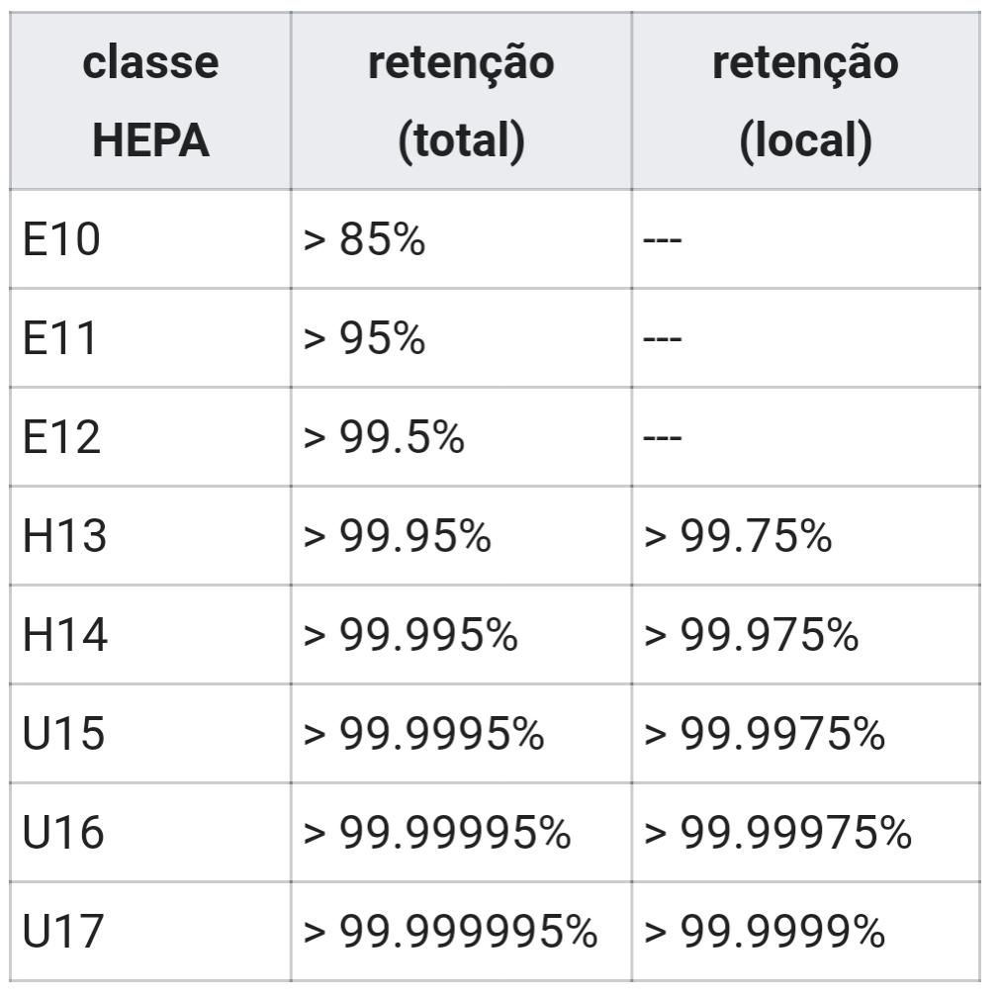 classe HEPA	retenção (total)	retenção (local)
E10	> 85%	---
E11	> 95%	---
E12	> 99.5%	---
H13	> 99.95%	> 99.75%
H14	> 99.995%	> 99.975%
U15	> 99.9995%	> 99.9975%
U16	> 99.99995%	> 99.99975%
U17	> 99.999995%	> 99.9999%